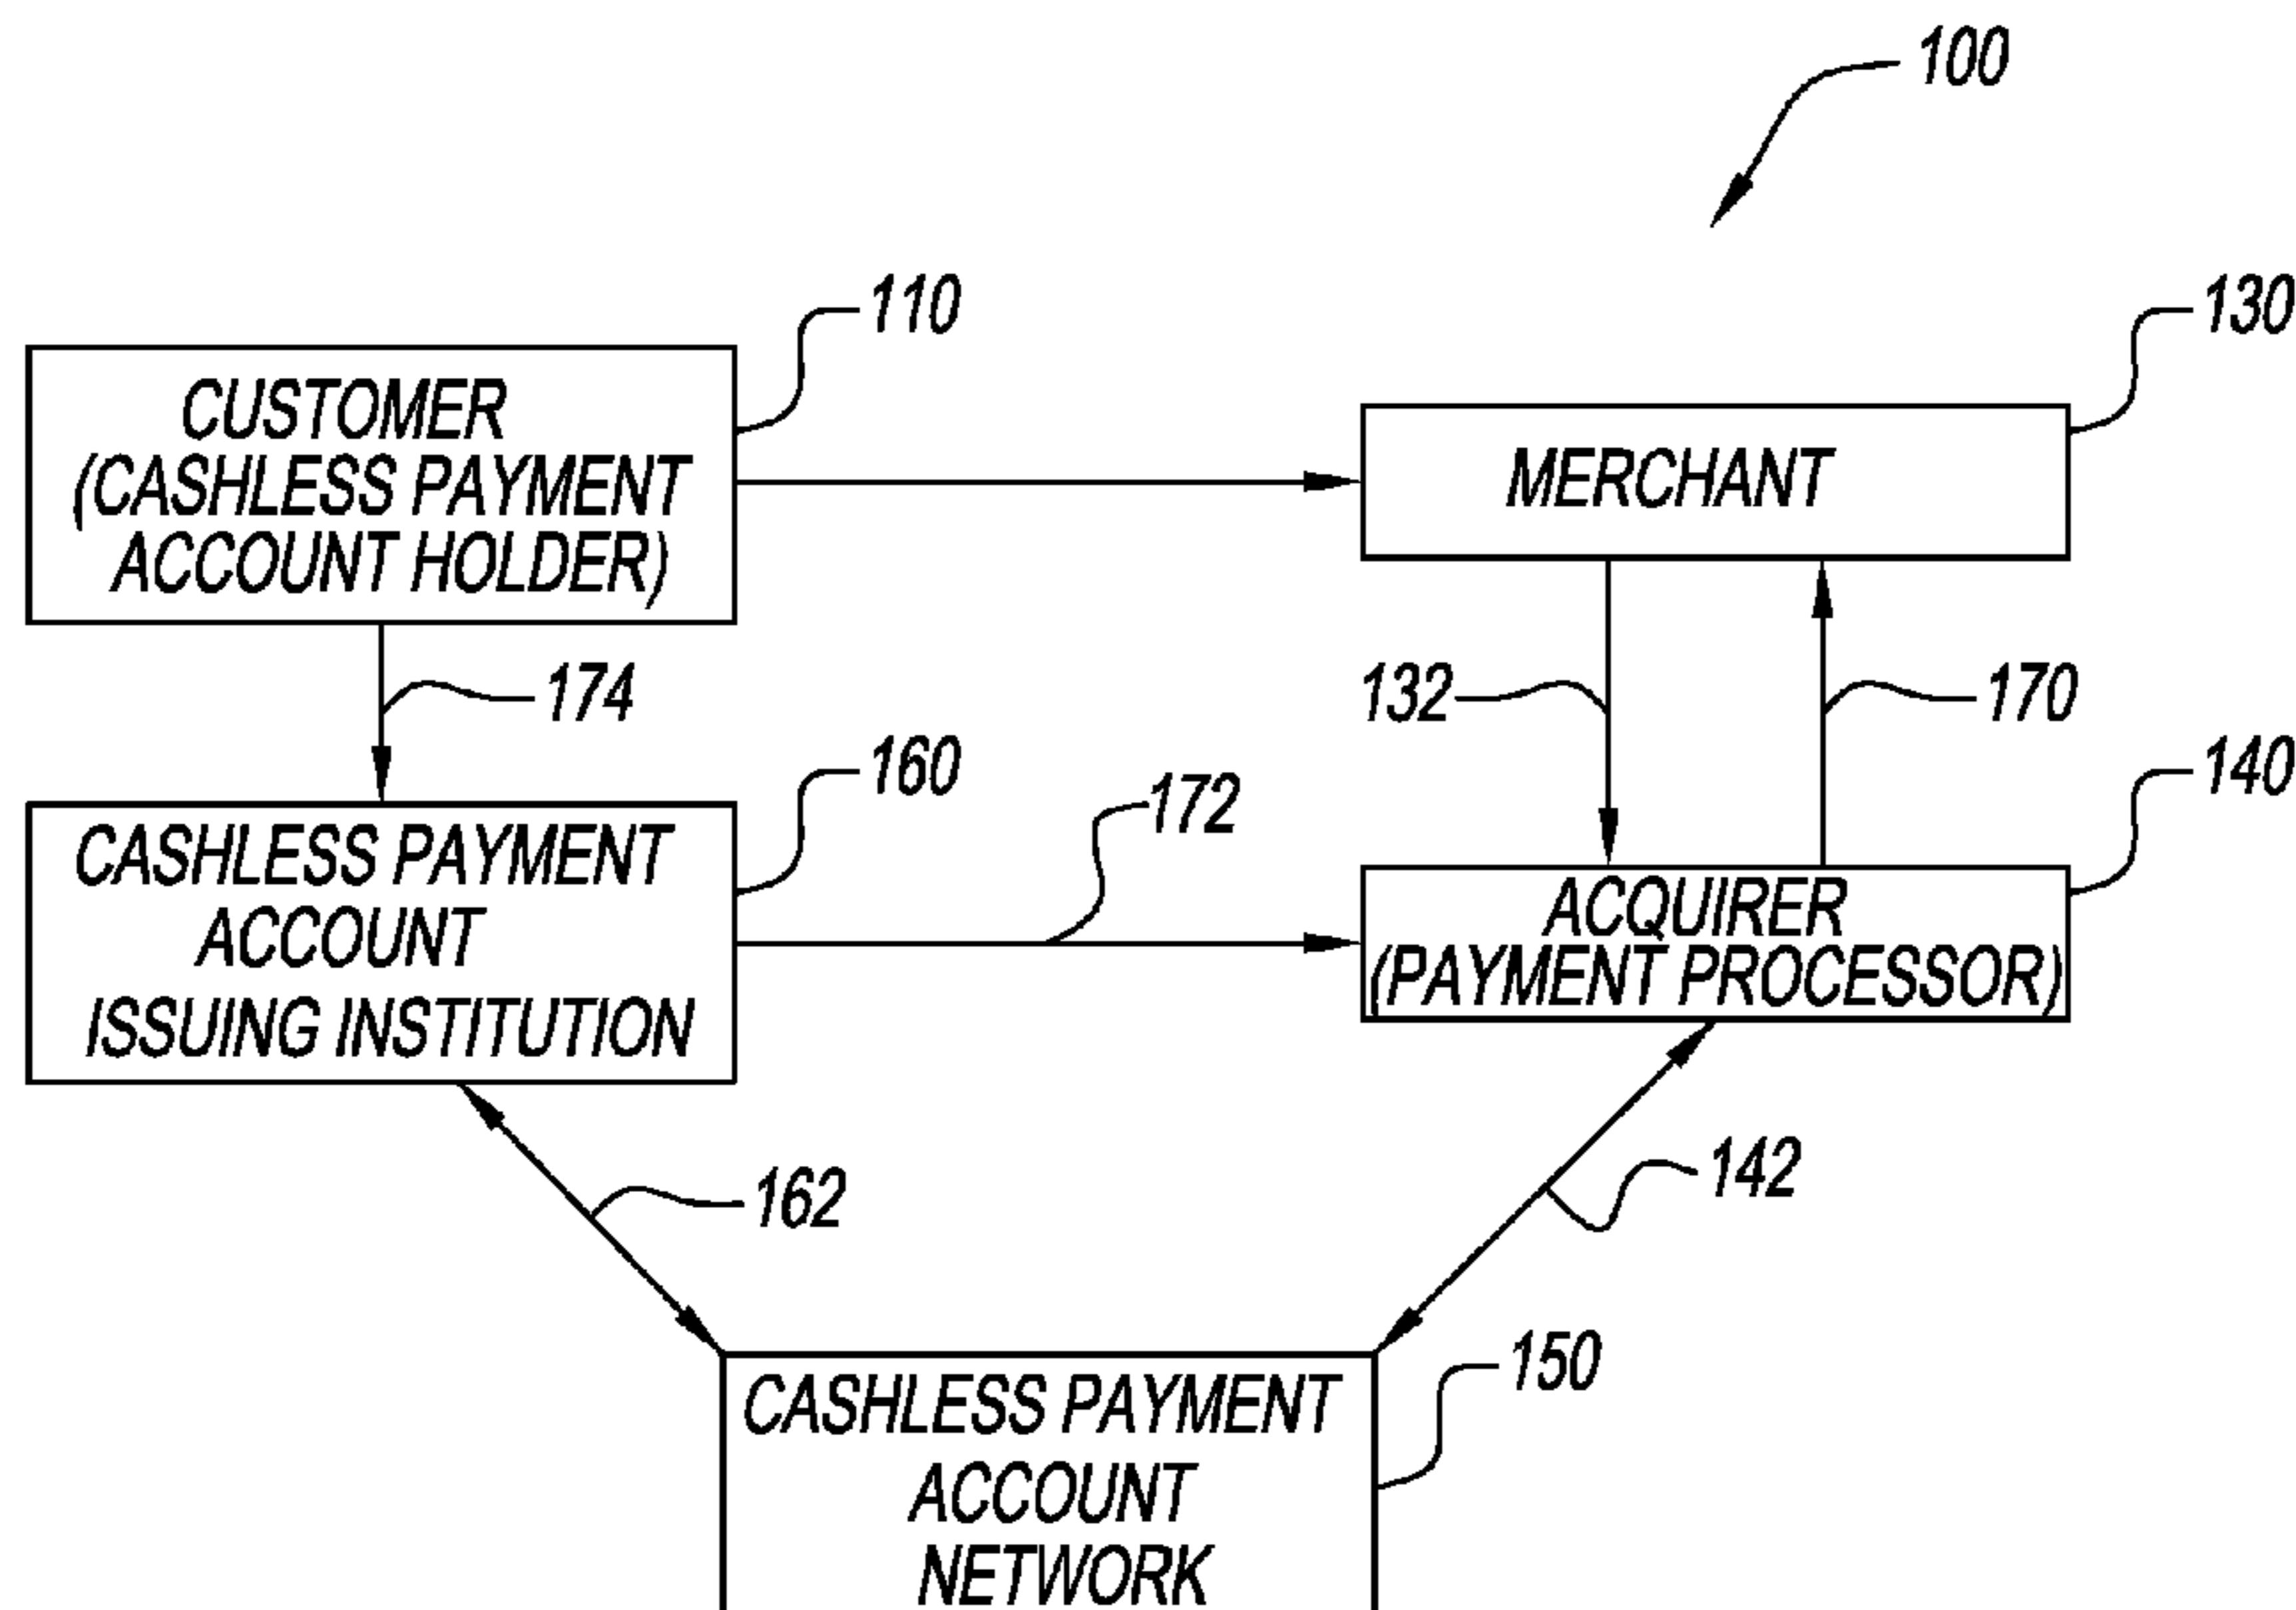 100
110
130
CUSTOMER
(CASHLESS PAYMENT
ACCOUNT HOLDER)
MERCHANT
174
132
170
160
172
140
CASHLESS PAYMENT
ACCOUNT
ISSUING INSTITUTION
ACQUIRER
(PAYMENT PROCESSOR)
162
142
150
CASHLESS PAYMENT
ACCOUNT
NETWORK